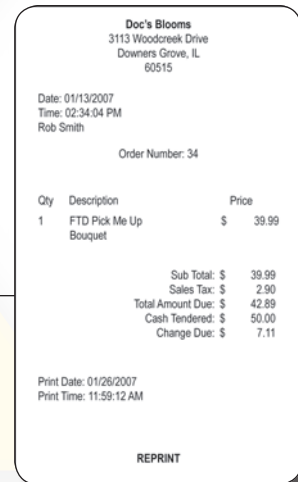 Doc's Blooms
3113 Woodcreek Drive
Downers Grove, IL
60515
Date: 01/13/2007
Time: 02:34:04 PM
Rob Smith
Order Number: 34
Qty Description Price
1 FTD Pick Me Up $ 39.99
Bouquet
Sub Total: $ 39.99
Sales Tax: $ 2.90
Total Amount Due: $ 42.89
Cash Tendered: $ 50.00
Change Due: $ 7.11
Print Date: 01/26/2007
Print Time: 11:59:12 AM
REPRINT